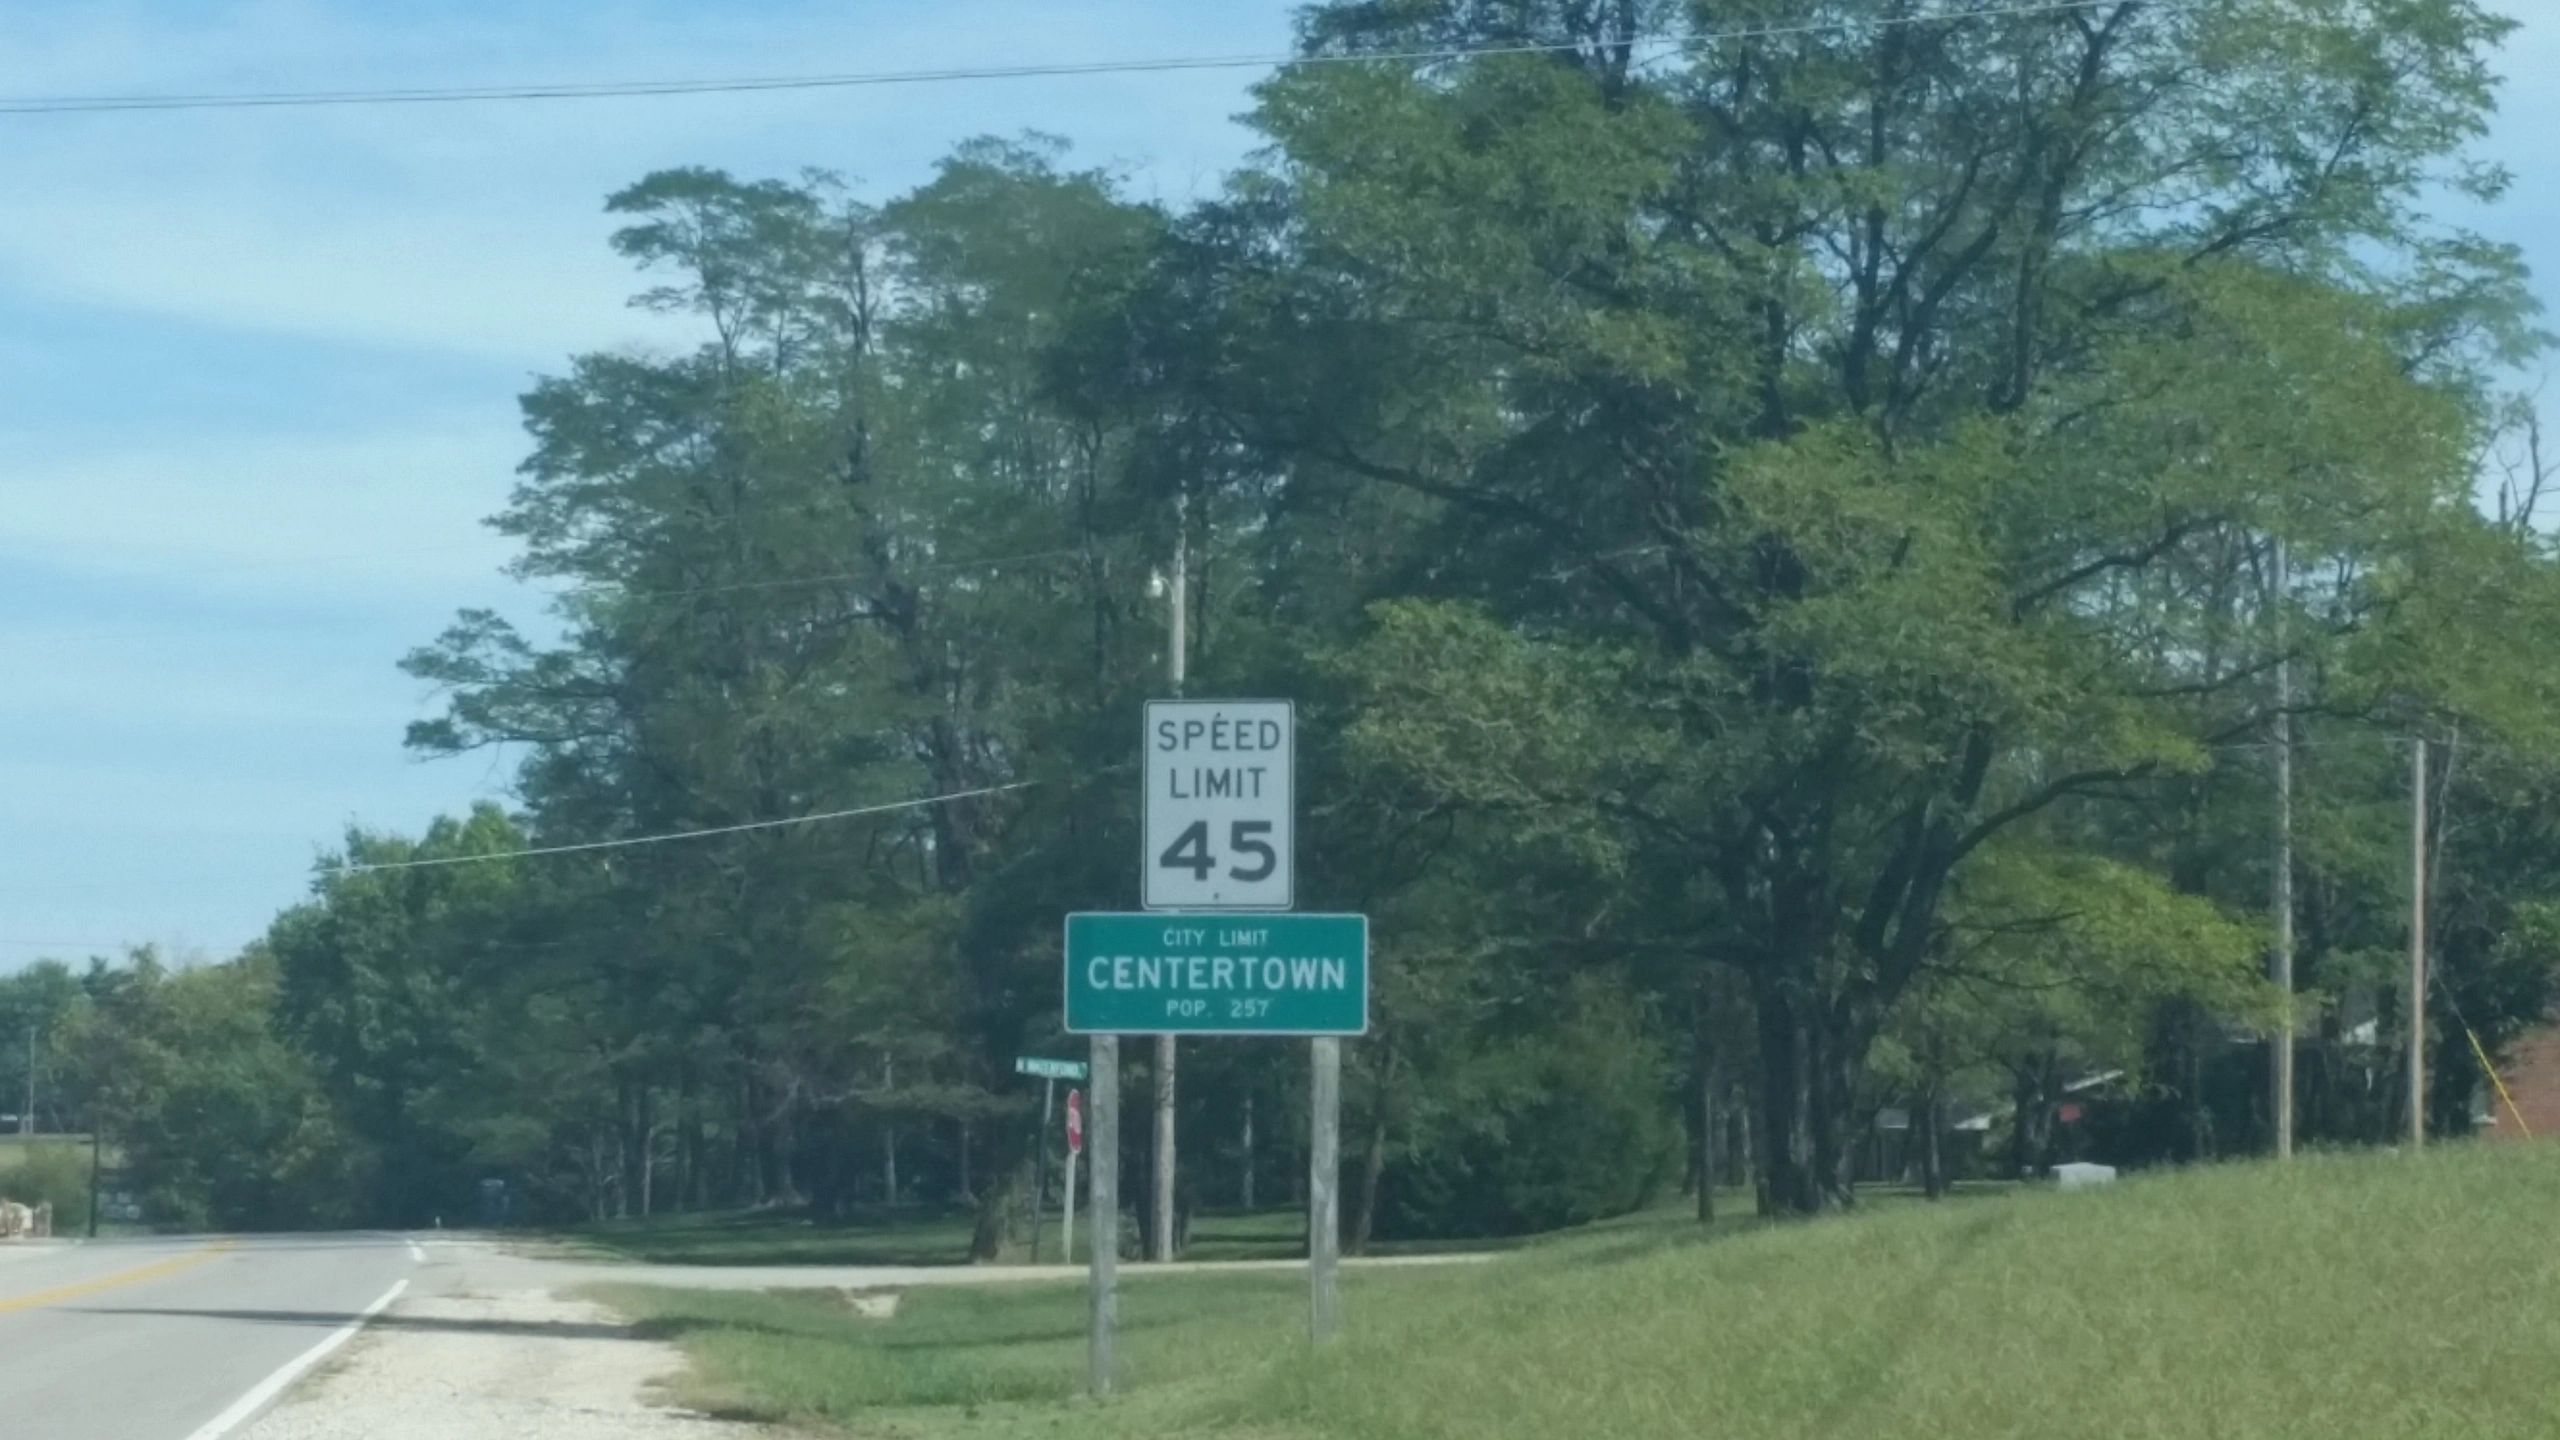 SPEED
LIMIT
45
CITY LIMIT
CENTERTOWN
POP. 257